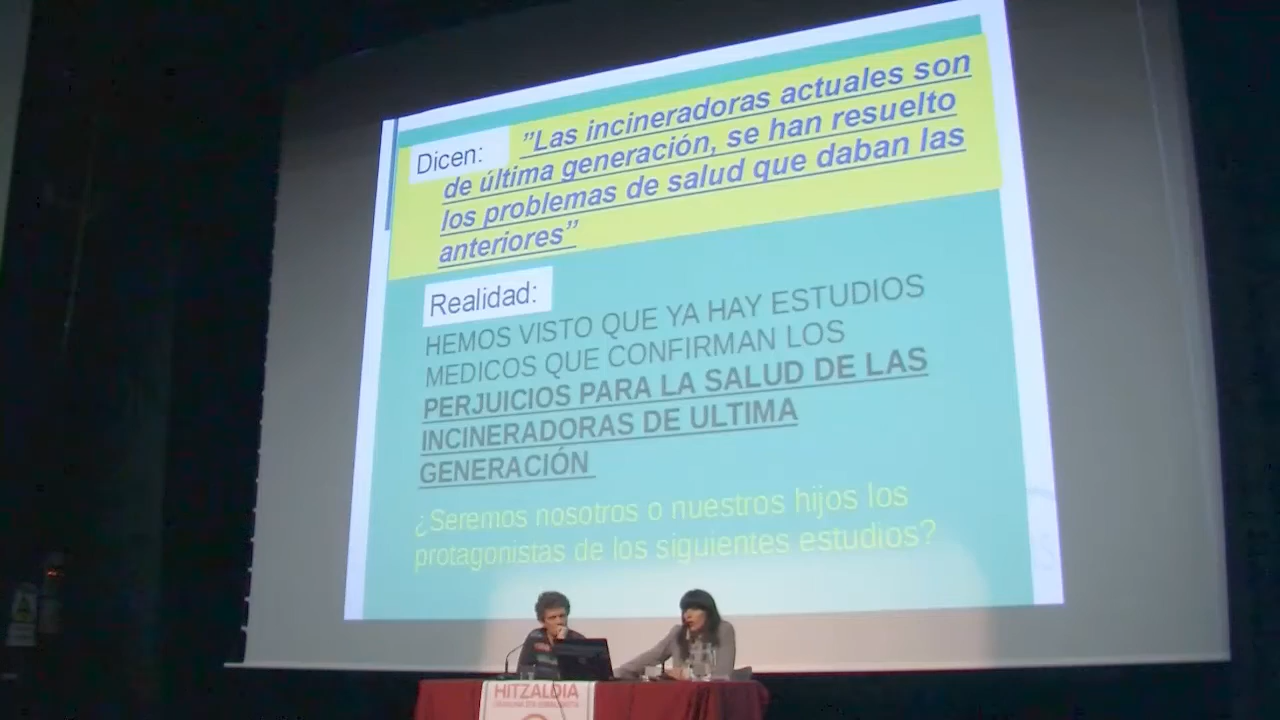 Dicen:
”Las incineradoras actuales son
de última generación, se han resuelto
los problemas de salud que daban las
anteriores”
Realidad:
HEMOS VISTO QUE YA HAY ESTUDIOS
MEDICOS QUE CONFIRMAN LOS
PERJUICIOS PARA LA SALUD DE LAS
INCINERADORAS DE ULTIMA
GENERACIÓN
¿Seremos nosotros o nuestros hijos los
protagonistas de los siguientes estudios?
HITZALDIA